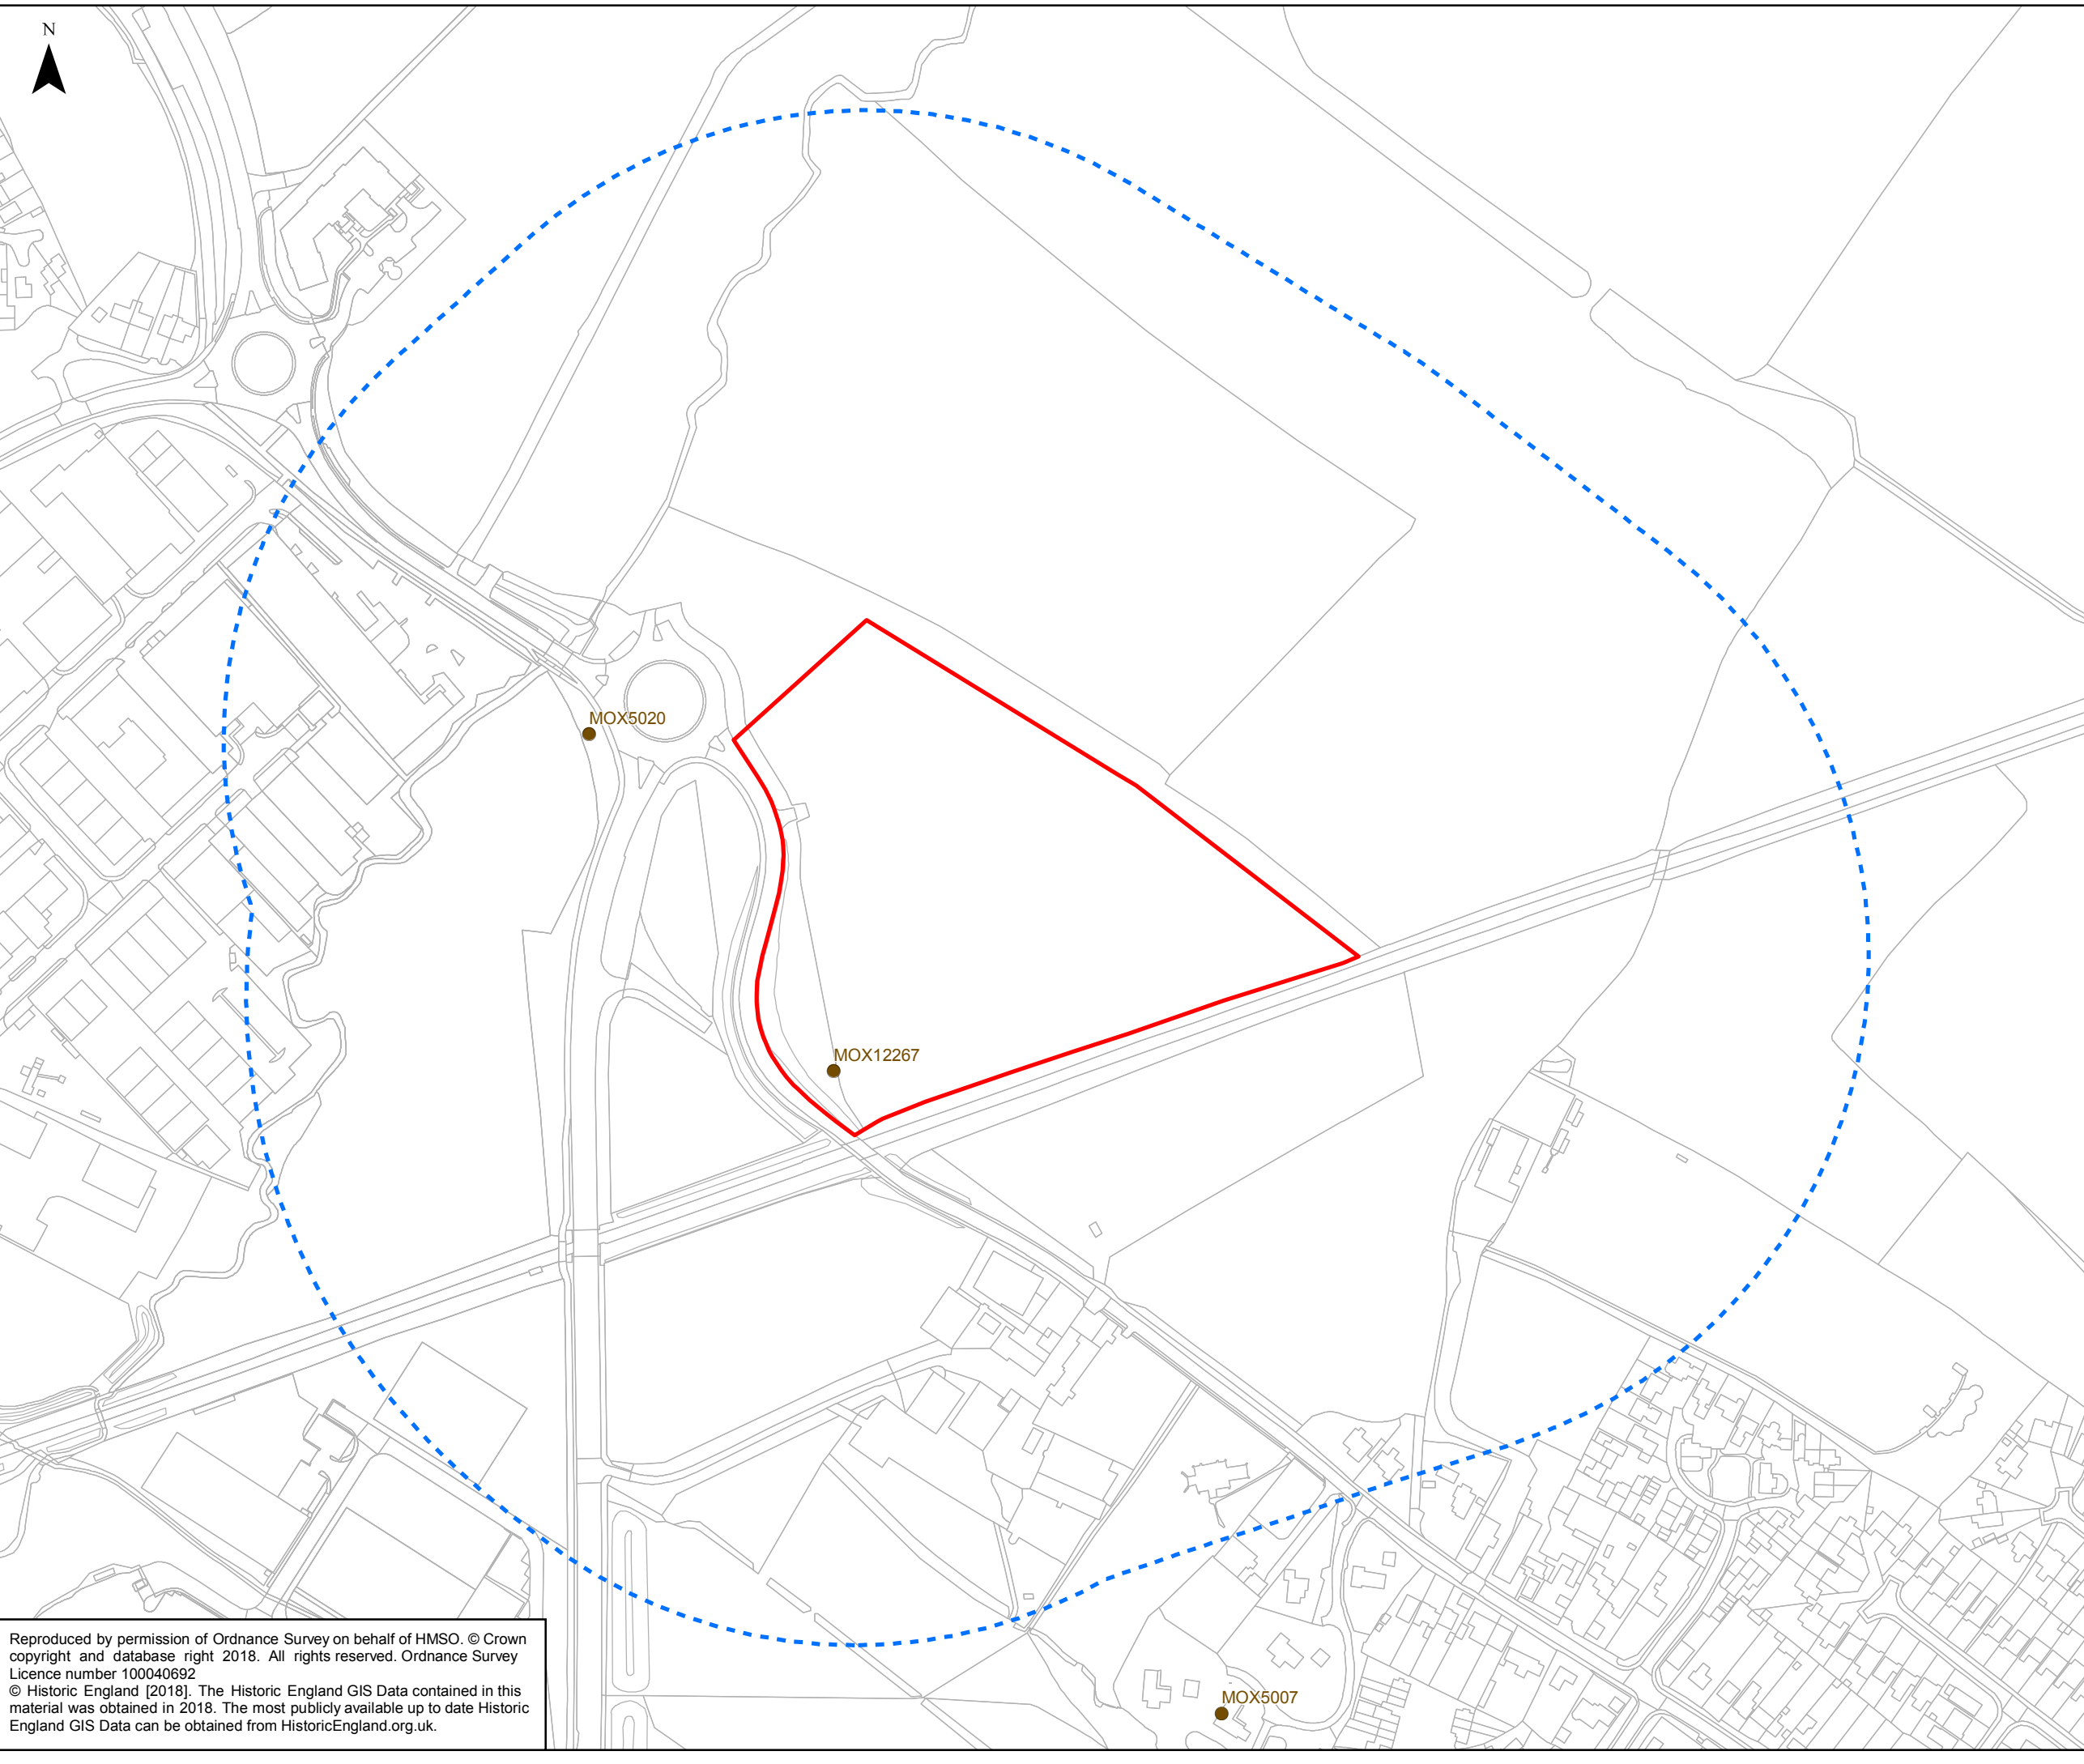 N
MOX5020
MOX12267
MOX5007
Reproduced by permission of Ordnance Survey on behalf of HMSO. © Crown
copyright and database right 2018. All rights reserved. Ordnance Survey
Licence number 100040692
© Historic England [2018]. The Historic England GIS Data contained in this
material was obtained in 2018. The most publicly available up to date Historic
England GIS Data can be obtained from HistoricEngland.org.uk.